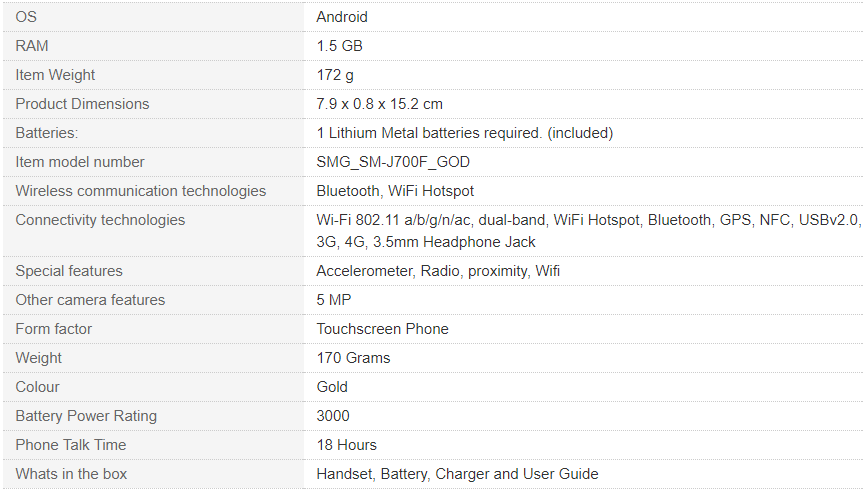 OS Android
RAM 1.5 GB
Item Weight 172 g
Product Dimensions 7.9 x 0.8 x 15.2 cm
Batteries: 1 Lithium Metal batteries required. (included)
Item model number SMG_SM-J700F_GOD
Wireless communication technologies Bluetooth, WiFi Hotspot
Connectivity technologies Wi-Fi 802.11 a/b/g/n/ac, dual-band, WiFi Hotspot, Bluetooth, GPS, NFC, USBv2.0,
3G, 4G, 3.5mm Headphone Jack
Special features Accelerometer, Radio, proximity, Wifi
Other camera features 5 MP
Form factor Touchscreen Phone
Weight 170 Grams
Colour Gold
Battery Power Rating 3000
Phone Talk Time 18 Hours
Whats in the box Handset, Battery, Charger and User Guide